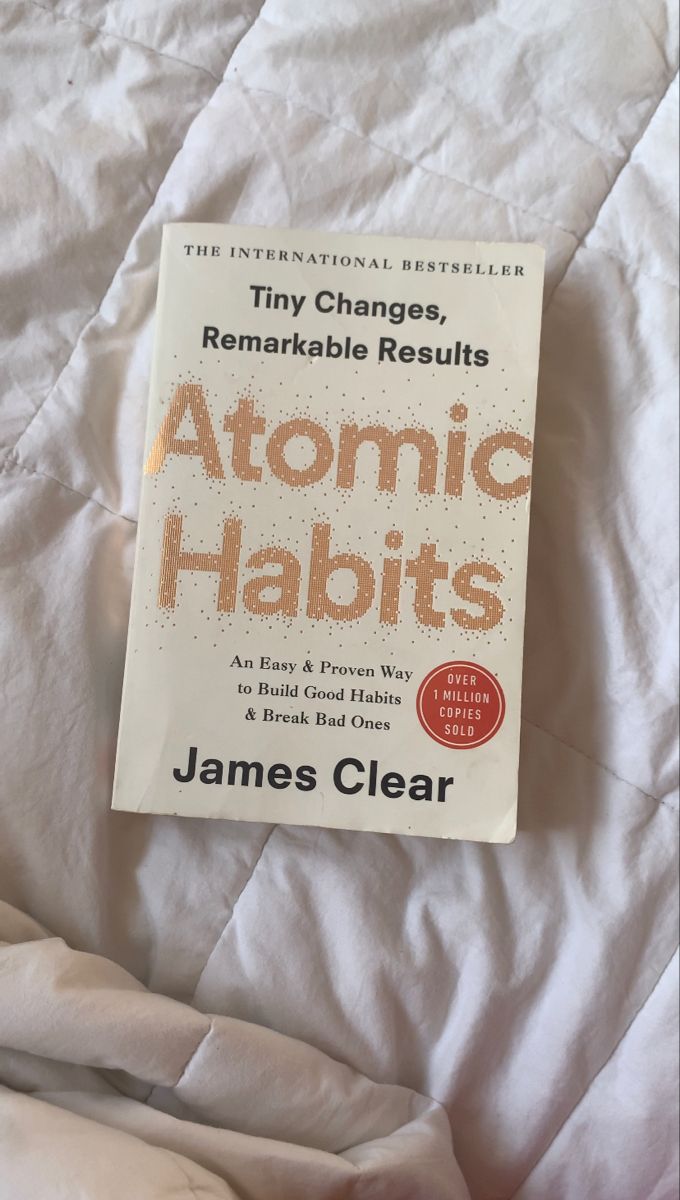 THE INTERNATIONAL BESTSELLER
Tiny Changes,
Remarkable Results
Atomic
Habits
An Easy & Proven Way
to Build Good Habits
& Break Bad Ones
OVER
1 MILLION
COPIES
SOLD
James Clear